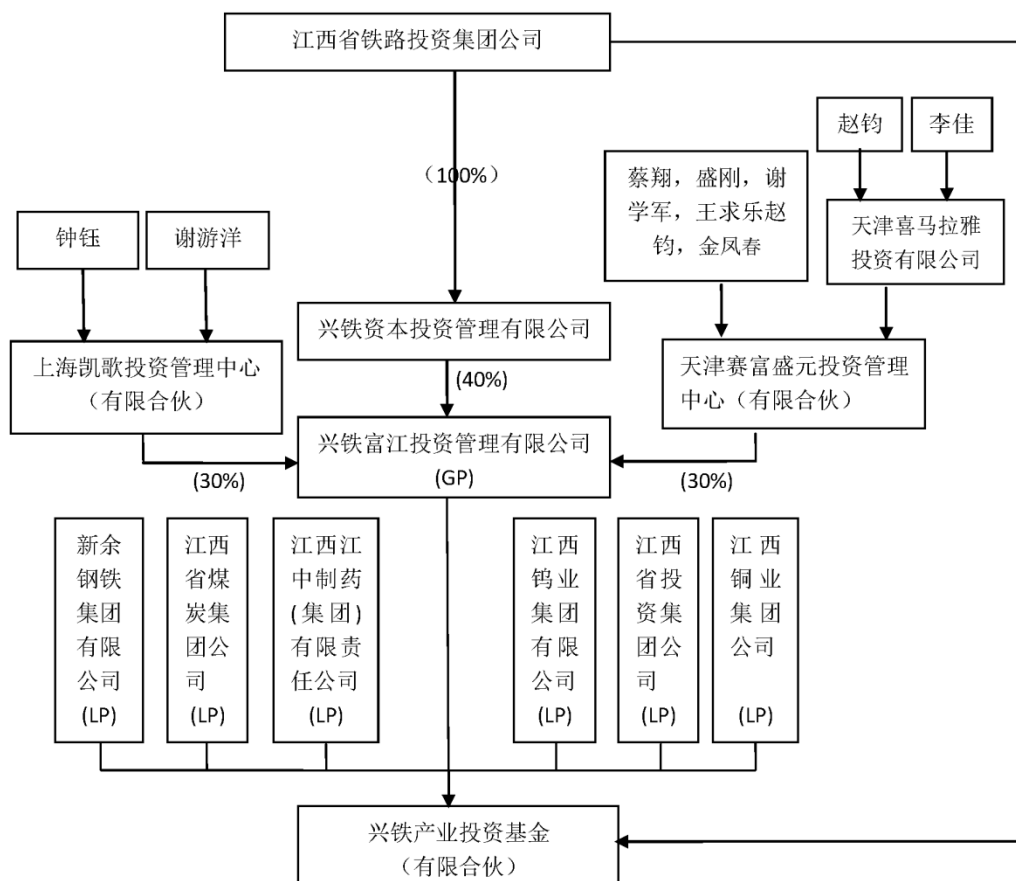 江西省铁路投资集团公司
赵钧
李佳
(100%）
蔡翔，盛刚，谢
学军，王求乐赵
钧，金凤春
天津喜马拉雅
投资有限公司
钟钰
谢游洋
兴铁资本投资管理有限公司
上海凯歌投资管理中心
（有限合伙）
天津赛富盛元投资管理
中心（有限合伙）
(40%)
兴铁富江投资管理有限公司
(GP)
(30%)
(30%)
新余
钢铁
集团
有限
公司
(LP)
江西
省煤
炭集
团公
司
(LP)
江西江
中制药
(集团)
有限责
任公司
(LP)
江西
钨业
集团
有限
公司
(LP)
江西
省投
资集
团公
司
(LP)
江西
铜业
集团
公司
(LP)
兴铁产业投资基金
（有限合伙）